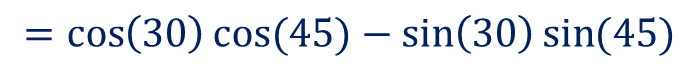 = cos(30) cos(45) − sin(30) sin(45)